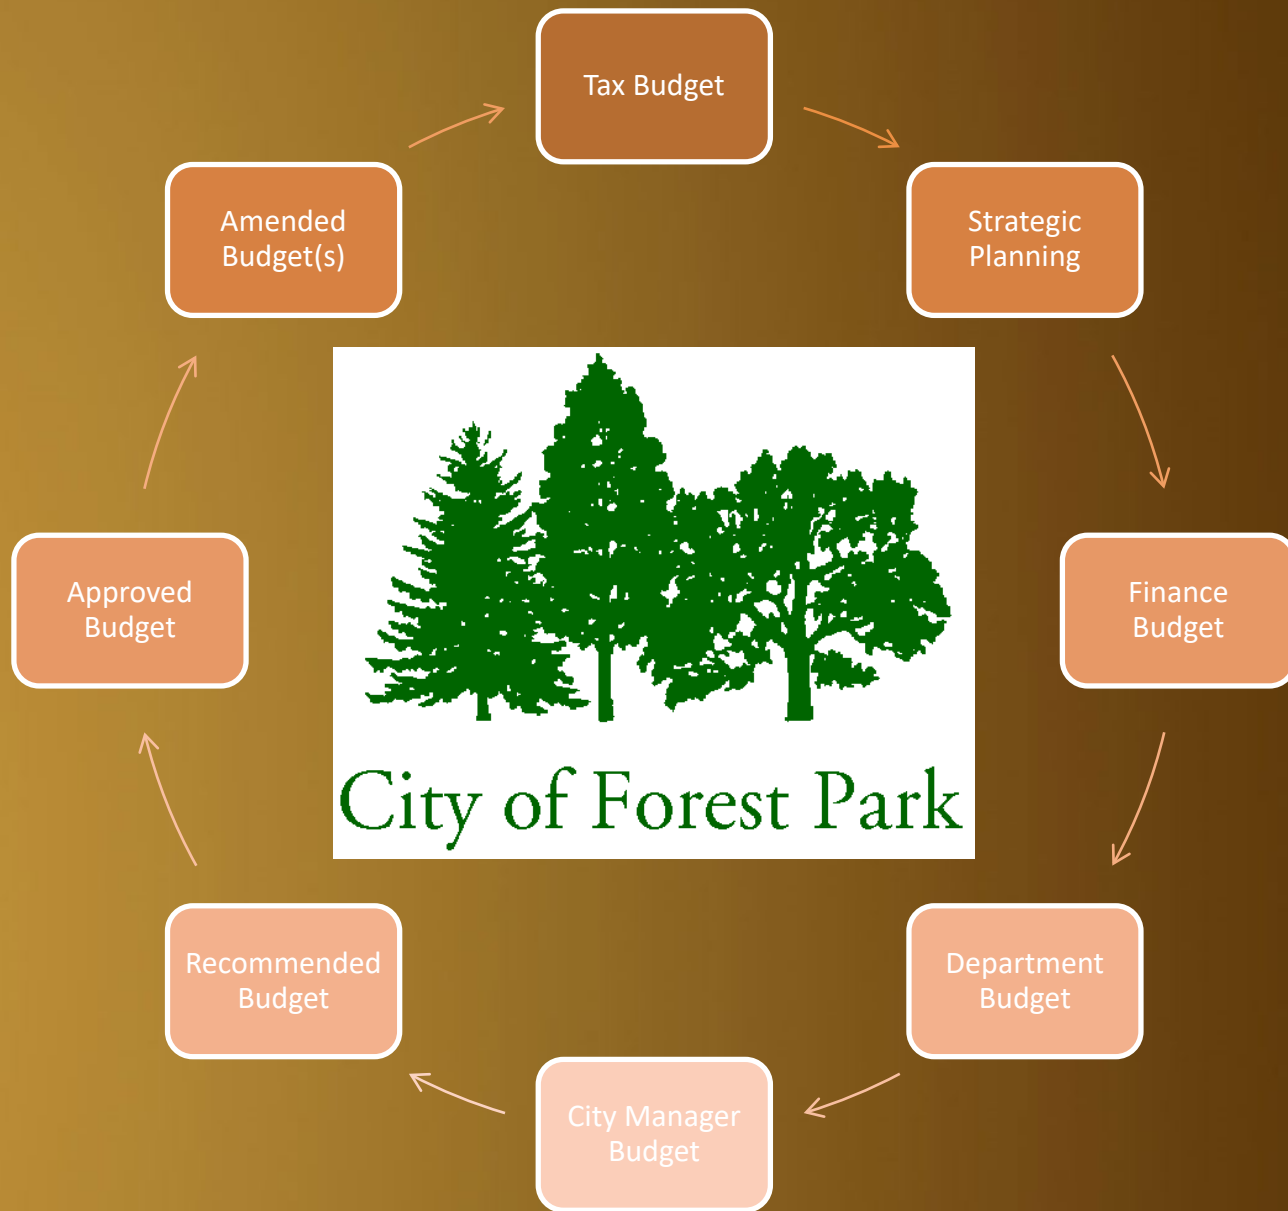 Tax Budget
Strategic
Planning
Finance
Budget
Department
Budget
City Manager
Budget
Recommended
Budget
Approved
Budget
Amended
Budget(s)
City of Forest Park